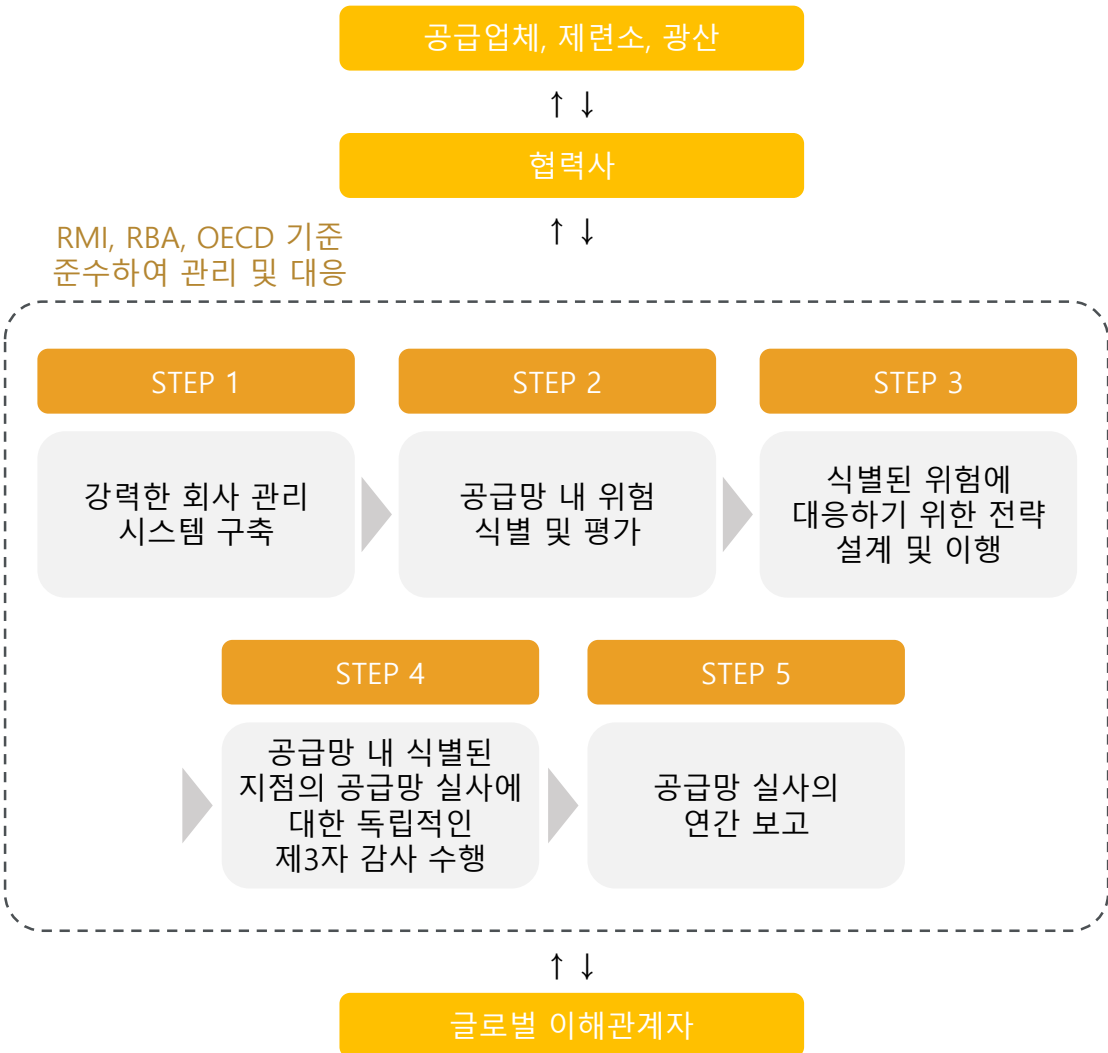 공급업체, 제련소, 광산
↑ ↓
협력사
↑ ↓
RMI, RBA, OECD 기준
준수하여 관리 및 대응
STEP 1
강력한 회사 관리
시스템 구축
STEP 2
공급망 내 위험
식별 및 평가
STEP 3
식별된 위험에
대응하기 위한 전략
설계 및 이행
STEP 4
공급망 내 식별된
지점의 공급망 실사에
대한 독립적인
제3자 감사 수행
STEP 5
공급망 실사의
연간 보고
↑ ↓
글로벌 이해관계자